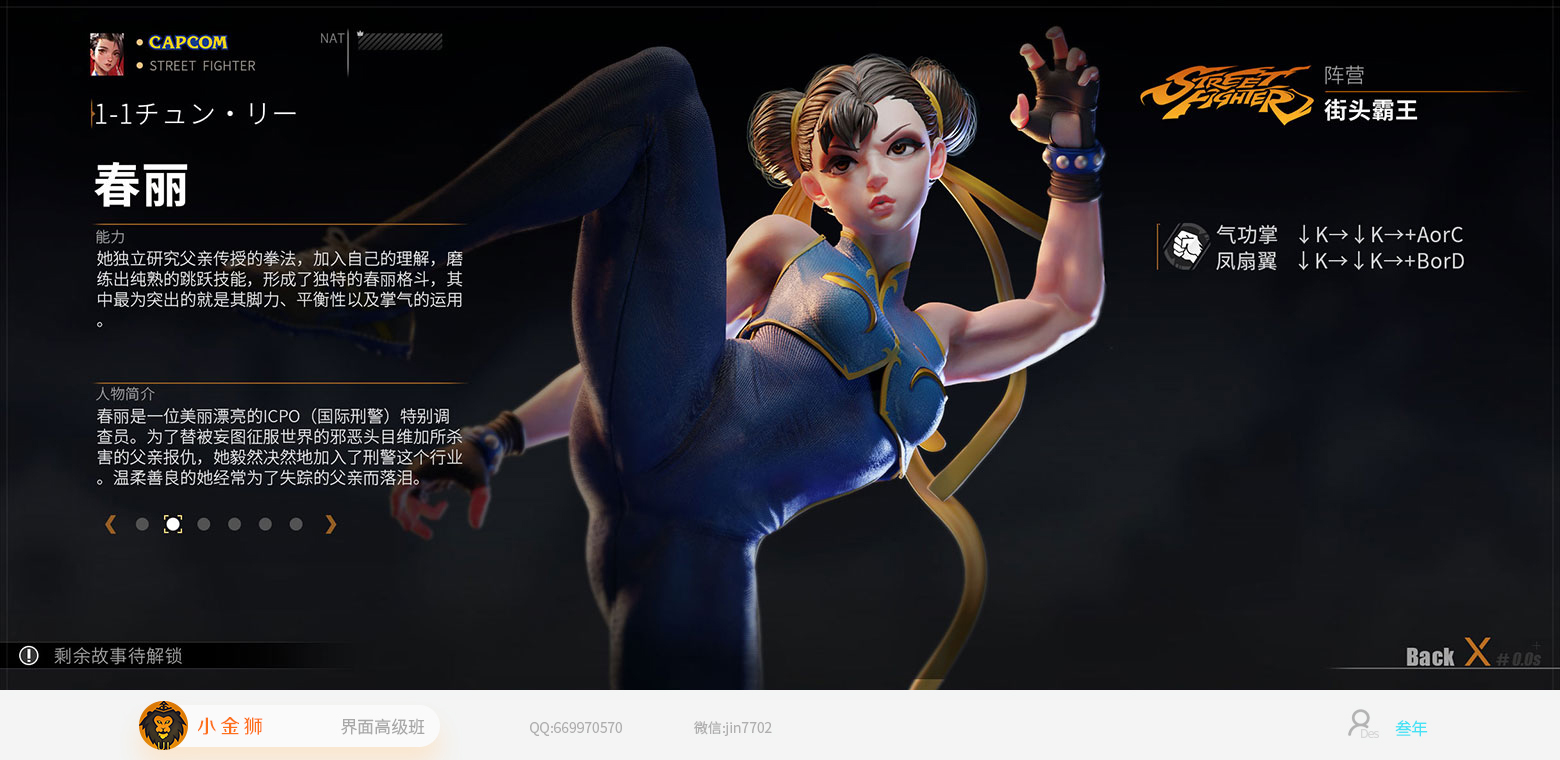 CAPCOM
STREET FIGHTER
NAT
1-1チュン・リー
春丽
能力
她独立研究父亲传授的拳法，加入自己的理解，磨
练出纯熟的跳跃技能，形成了独特的春丽格斗，其
中最为突出的就是其脚力、平衡性以及掌气的运用
。
人物简介
春丽是一位美丽漂亮的ICPO（国际刑警）特别调
查员。为了替被妄图征服世界的邪恶头目维加所杀
害的父亲报仇，她毅然决然地加入了刑警这个行业
。温柔善良的她经常为了失踪的父亲而落泪。
STREET
FIGHTER
阵营
街头霸王
气功掌 ↓K→↓K→+AorC
凤扇翼 ↓K→↓K→+BorD
剩余故事待解锁
Back X # 0.0s
小金狮 界面高级班 QQ:669970570 微信:jin7702 Des 叁年